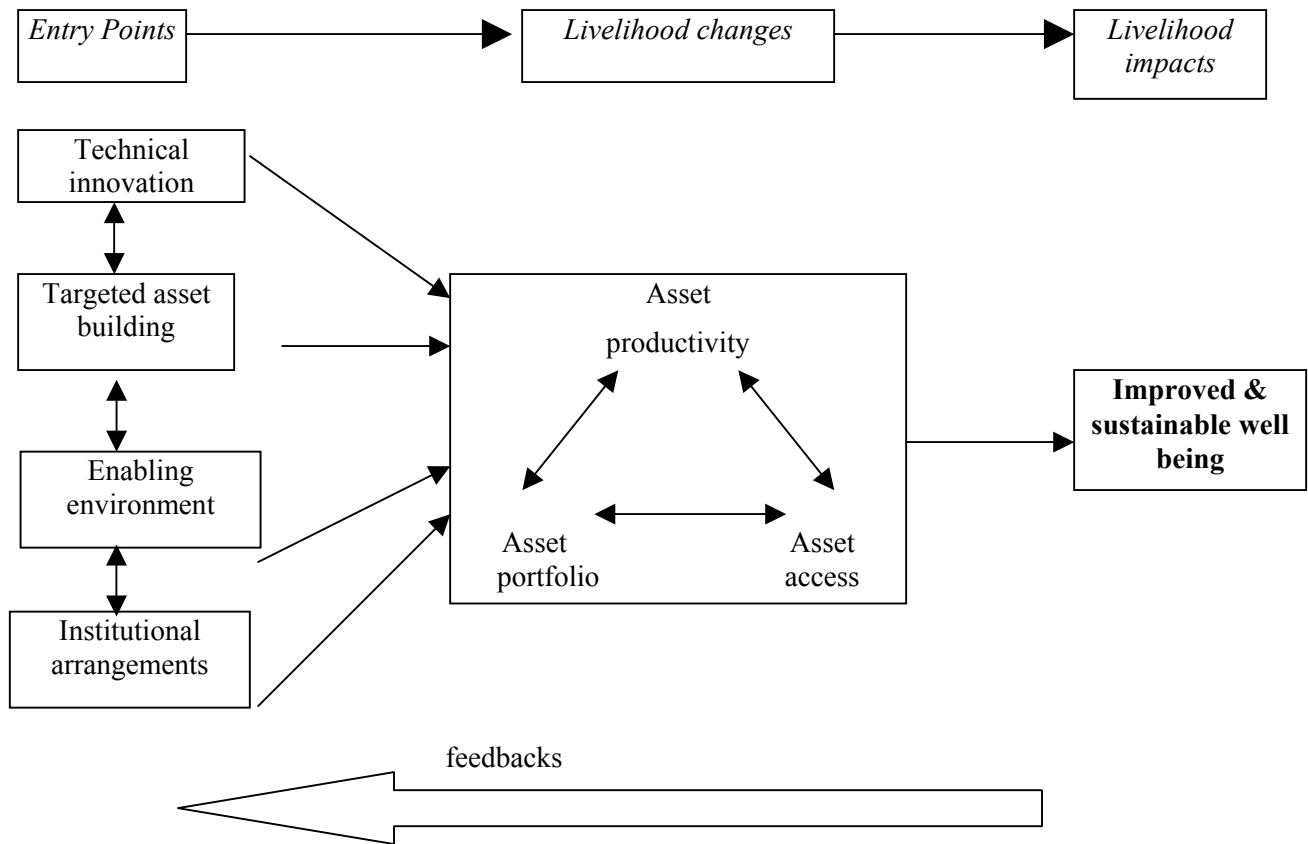 Entry Points
Livelihood changes
Livelihood
impacts
Technical
innovation
Targeted asset
building
Enabling
environment
Institutional
arrangements
Asset
productivity
Asset
portfolio
Asset
access
Improved &
sustainable well
being
feedbacks